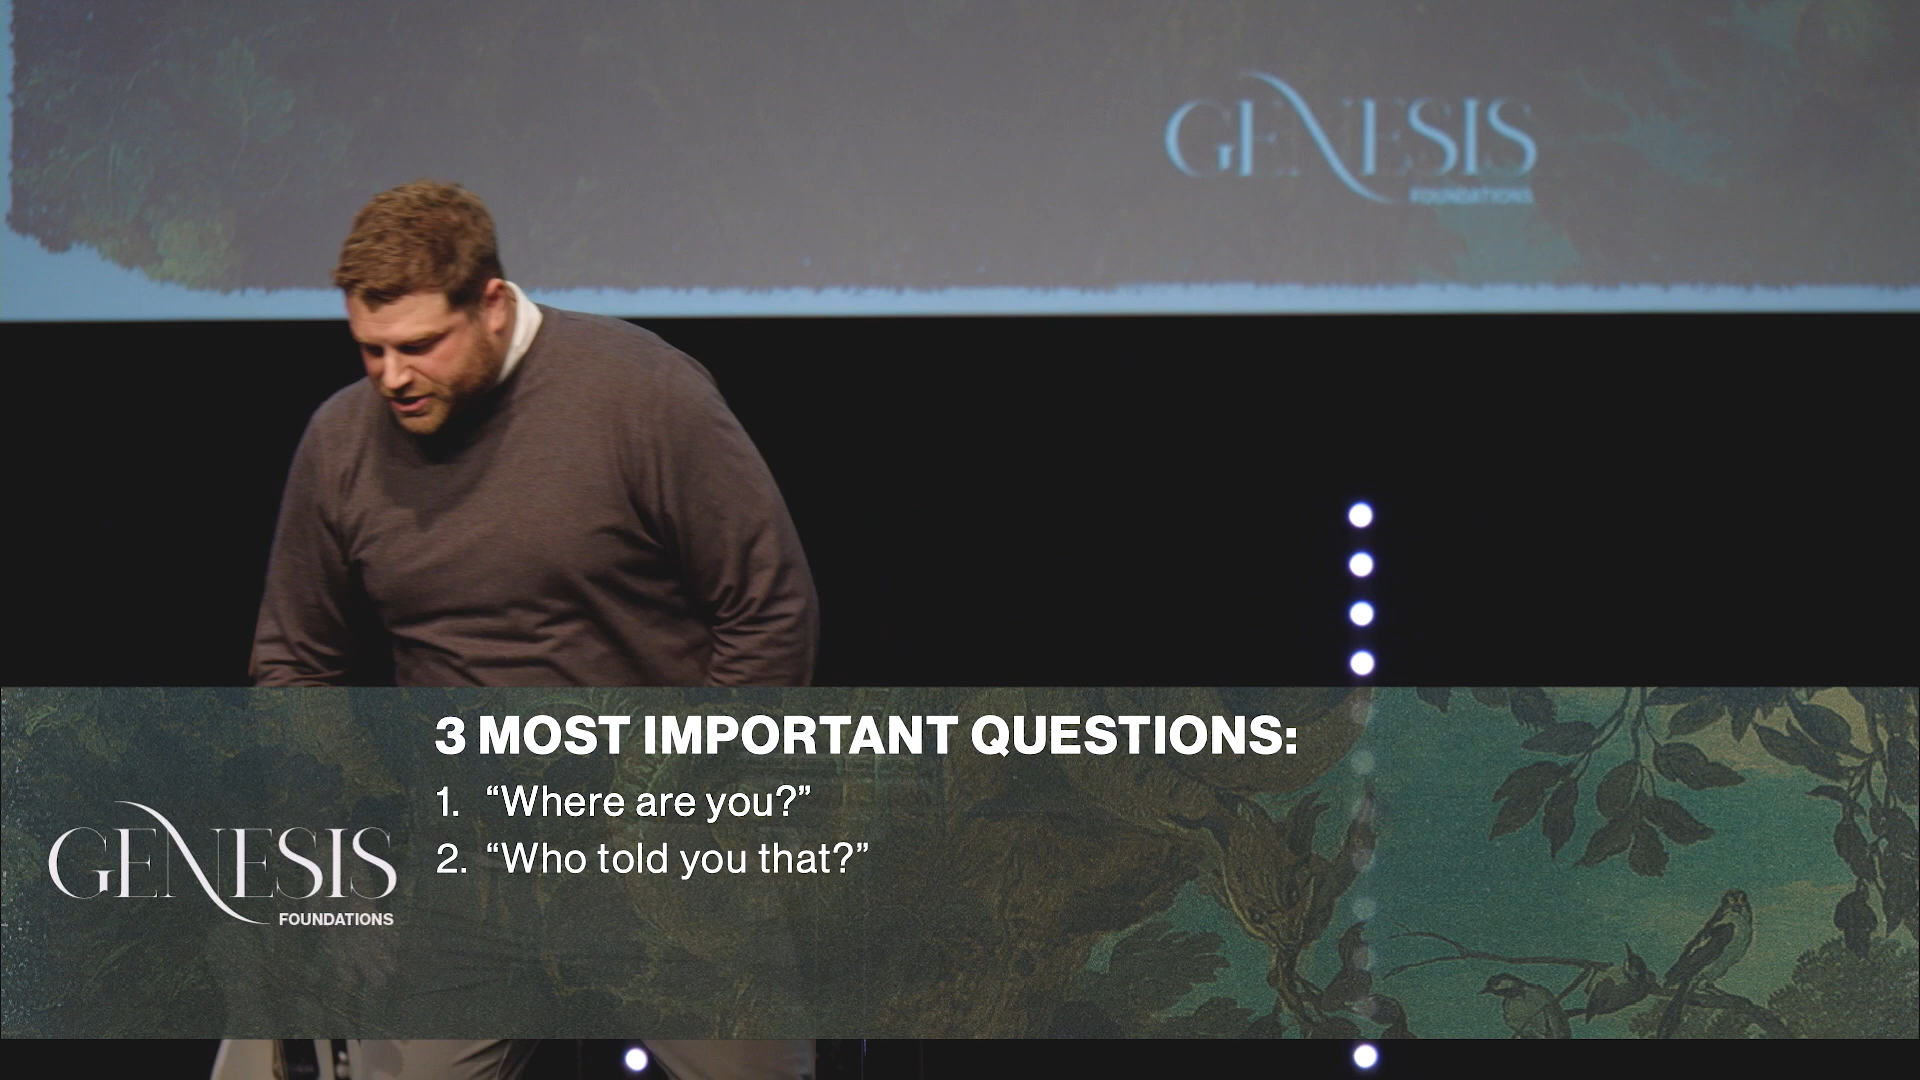 GENESIS
FOUNDATIONS
3 MOST IMPORTANT QUESTIONS:
1. “Where are you?”
2. “Who told you that?”
GENESIS
FOUNDATIONS